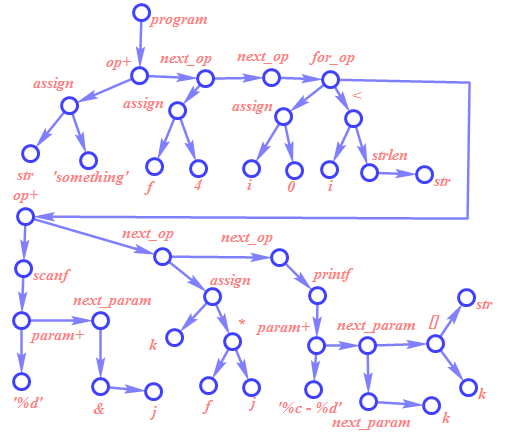 program
op+ next_op next_op for_op
assign assign assign <
str 'something' f 4 i 0 i strlen str
op+
next_op next_op
scanf assign printf
next_param * str
param+ k param+ next_param []
'%d' & j f j '%c - %d' next_param k k